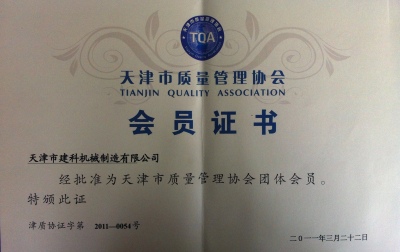 TQA
天津市质量管理协会
TIANJIN QUALITY ASSOCIATION
会员证书
天津市建科机械制造有限公司
经批准为天津市质量管理协会团体会员。
特颁此证
津质协证字第 2011—0054号
二0一一年三月二十二日